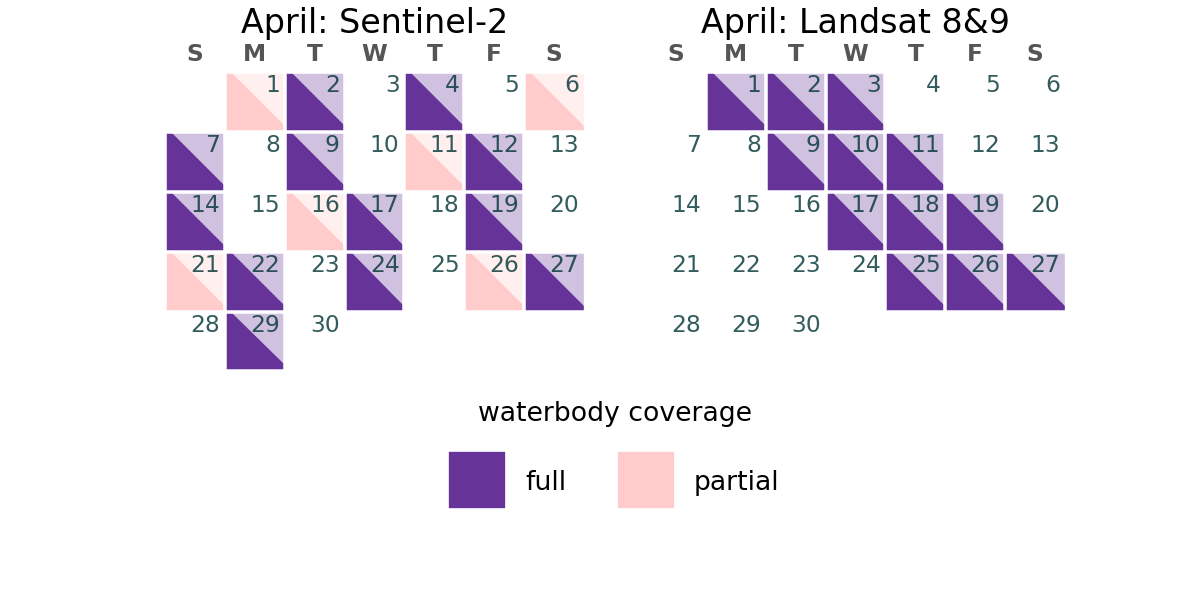 April: Sentinel-2
S M T W T F S
1 2 3 4 5 6
7 8 9 10 11 12 13
14 15 16 17 18 19 20
21 22 23 24 25 26 27
28 29 30
April: Landsat 8&9
S M T W T F S
1 2 3 4 5 6
7 8 9 10 11 12 13
14 15 16 17 18 19 20
21 22 23 24 25 26 27
28 29 30
waterbody coverage
full partial